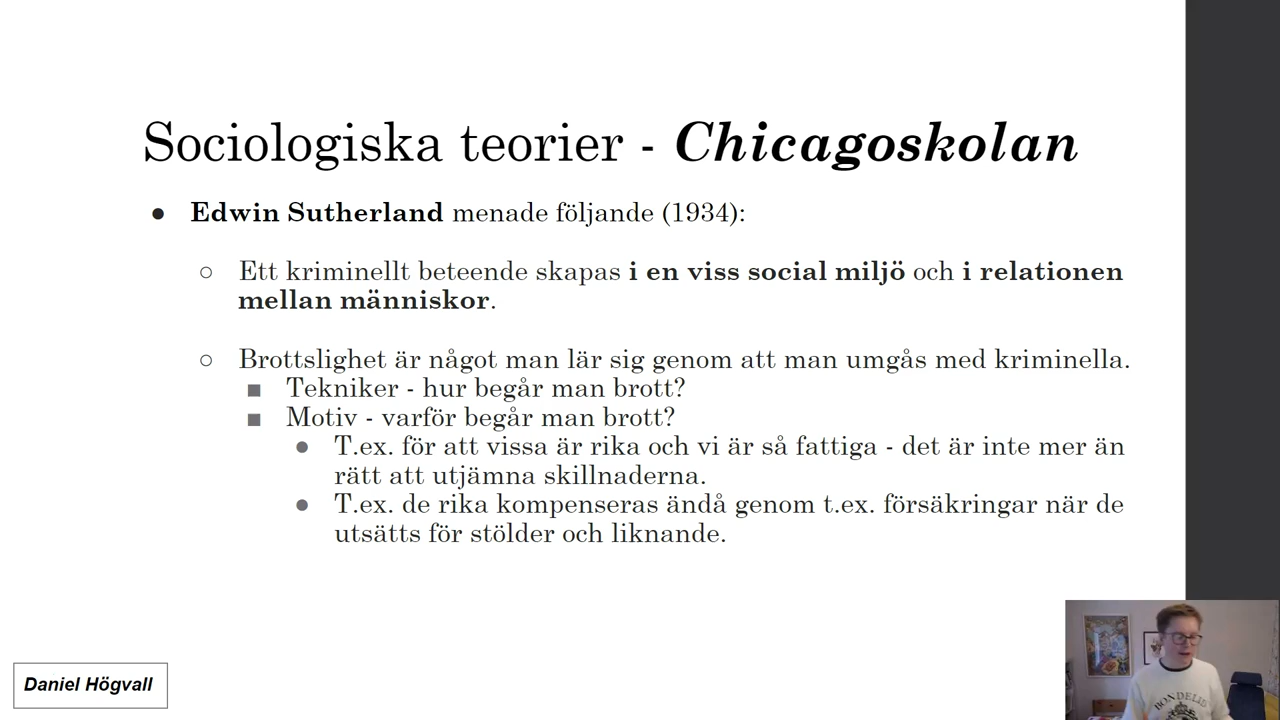 Sociologiska teorier - Chicagoskolan
● Edwin Sutherland menade följande (1934):
○ Ett kriminellt beteende skapas i en viss social miljö och i relationen
mellan människor.
○ Brottslighet är något man lär sig genom att man umgås med kriminella.
■ Tekniker - hur begår man brott?
■ Motiv - varför begår man brott?
● T.ex. för att vissa är rika och vi är så fattiga - det är inte mer än
rätt att utjämna skillnaderna.
● T.ex. de rika kompenseras ändå genom t.ex. försäkringar när de
utsätts för stölder och liknande.
Daniel Högvall